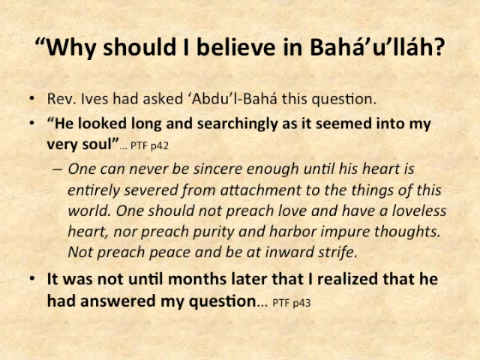 “Why should I believe in Bahá’u’lláh?
• Rev. Ives had asked ‘Abdu’l-Bahá this question.
• “He looked long and searchingly as it seemed into my
very soul”… PTF p42
– One can never be sincere enough until his heart is
entirely severed from attachment to the things of this
world. One should not preach love and have a loveless
heart, nor preach purity and harbor impure thoughts.
Not preach peace and be at inward strife.
• It was not until months later that I realized that he
had answered my question… PTF p43